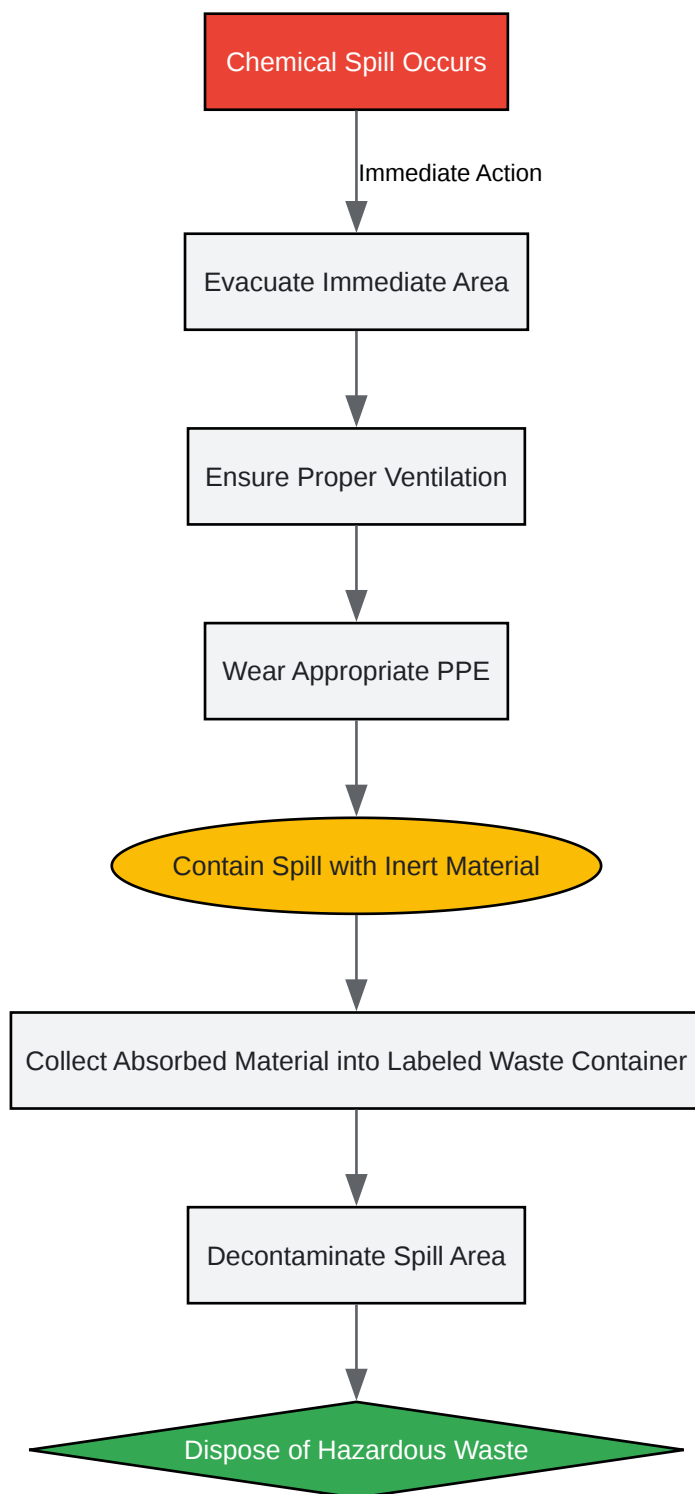 Chemical Spill Occurs
Immediate Action
Evacuate Immediate Area
Ensure Proper Ventilation
Wear Appropriate PPE
Contain Spill with Inert Material
Collect Absorbed Material into Labeled Waste Container
Decontaminate Spill Area
Dispose of Hazardous Waste